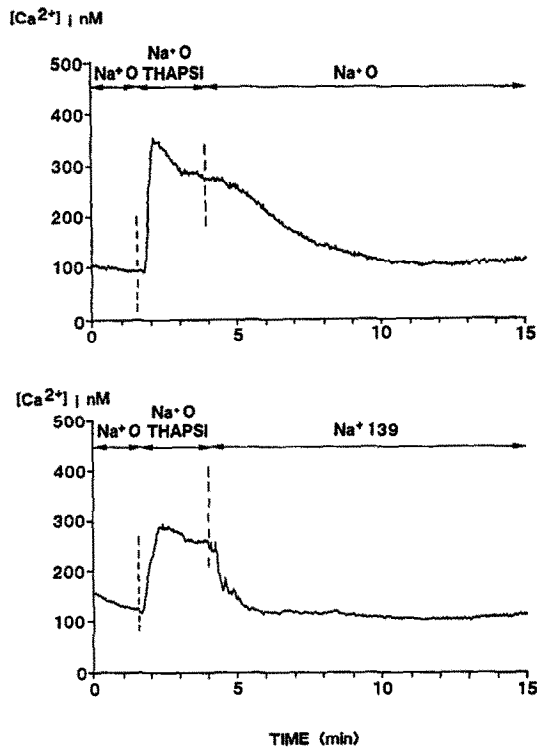 [Ca2+] i nM
Na+ O
Na+ O THAPSI Na+ O
500
400
300
200
100
0
0 5 10 15
[Ca2+] i nM
Na+ O
Na+ O THAPSI Na+ 139
500
400
300
200
100
0
0 5 10 15
TIME (min)